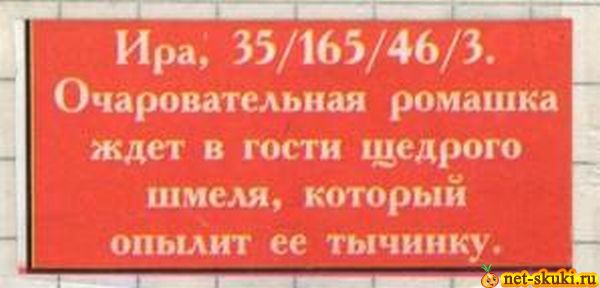 Ира, 35/165/46/3.
Очаровательная ромашка
ждет в гости щедрого
шмеля, который
опылит ее тычинку.
net-skuki.ru